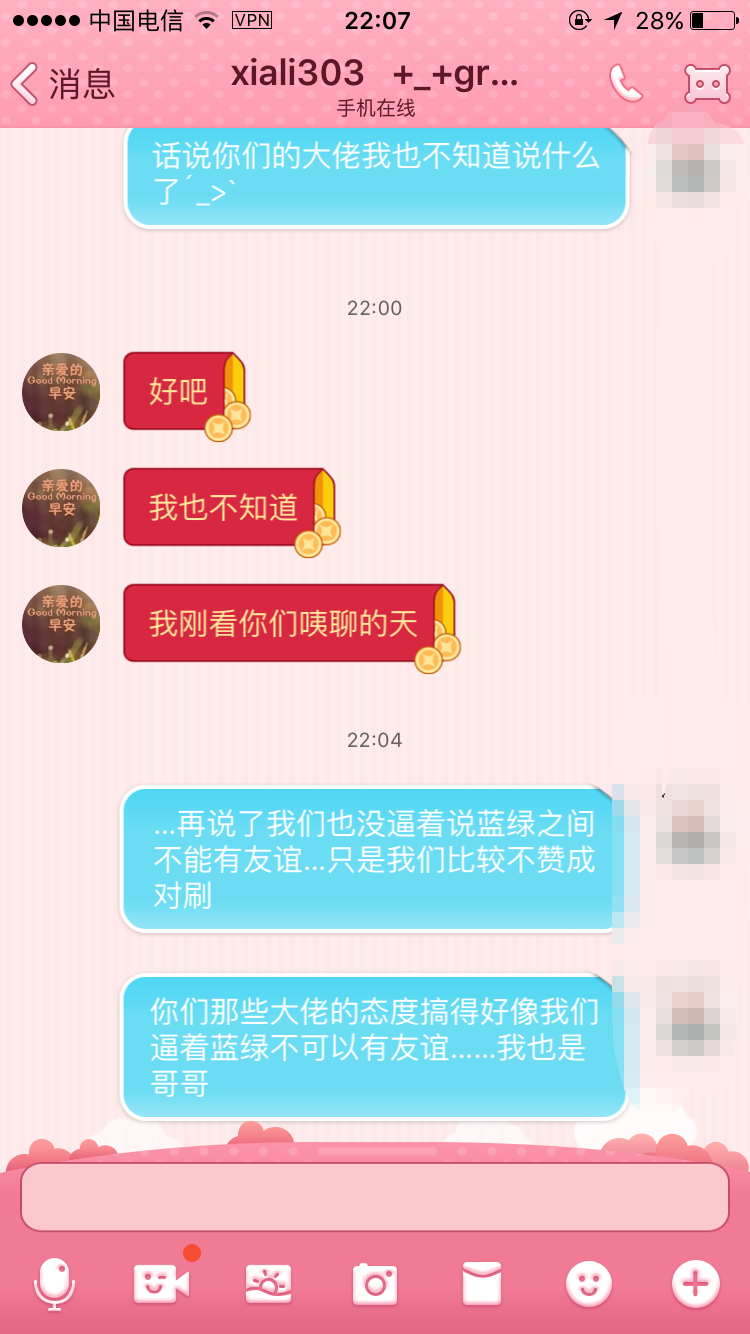 中国电信 VPN 22:07 28%
消息 xiali303 +_+gr...
手机在线
话说你们的大佬我也不知道说什么
了´_>`
22:00
亲爱的
Good Morning
早安
好吧
亲爱的
Good Morning
早安
我也不知道
亲爱的
Good Morning
早安
我刚看你们咦聊的天
22:04
...再说了我们也没逼着说蓝绿之间
不能有友谊...只是我们比较不赞成
对刷
你们那些大佬的态度搞得好像我们
逼着蓝绿不可以有友谊......我也是
哥哥